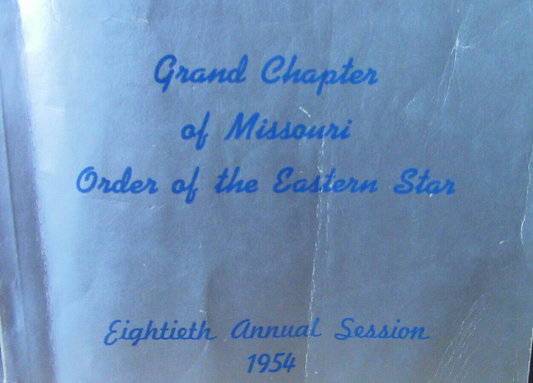 Grand Chapter
of Missouri
Order of the Eastern Star
Eightieth Annual Session
1954